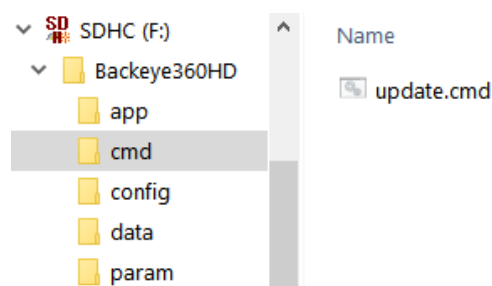 SD
SDHC (F:)
Backeye360HD
app
cmd
config
data
param
Name
update.cmd